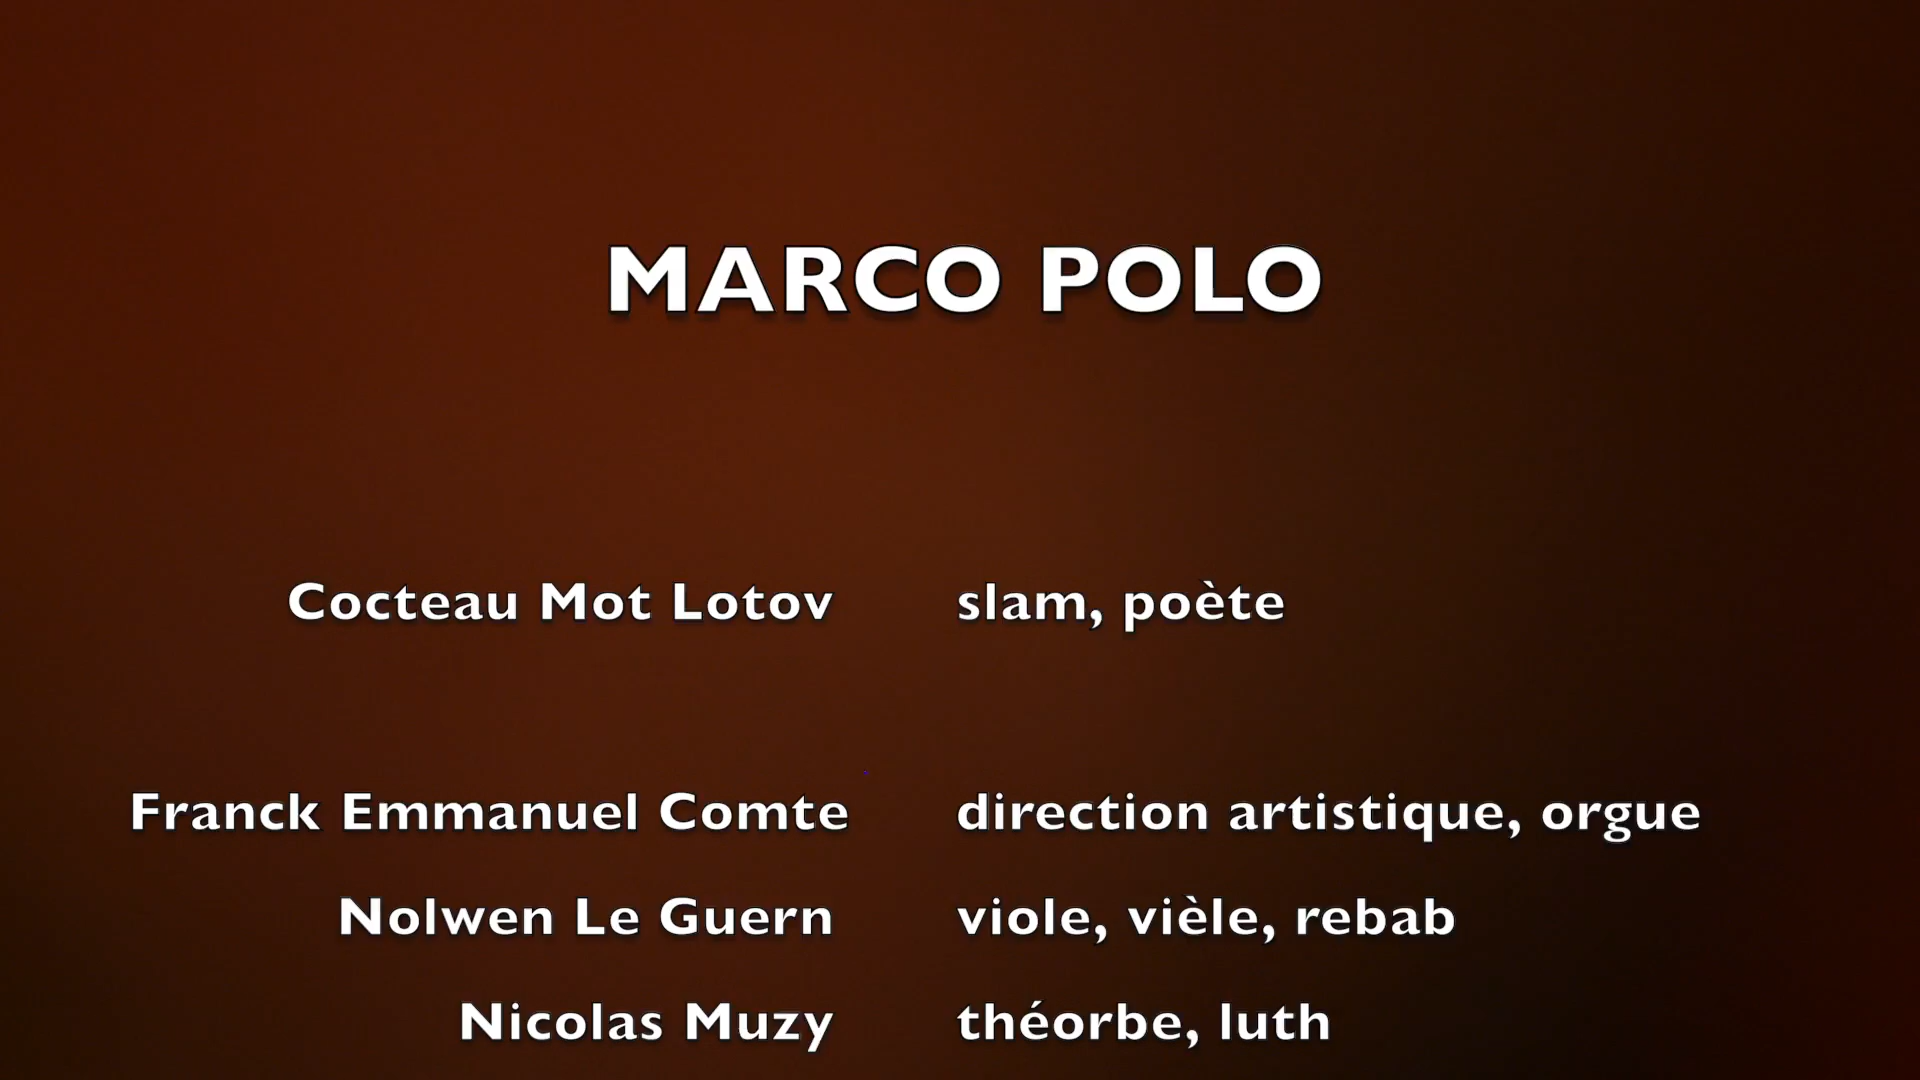 MARCO POLO
Cocteau Mot Lotov slam, poète
Franck Emmanuel Comte direction artistique, orgue
Nolwen Le Guern viole, vièle, rebab
Nicolas Muzy théorbe, luth